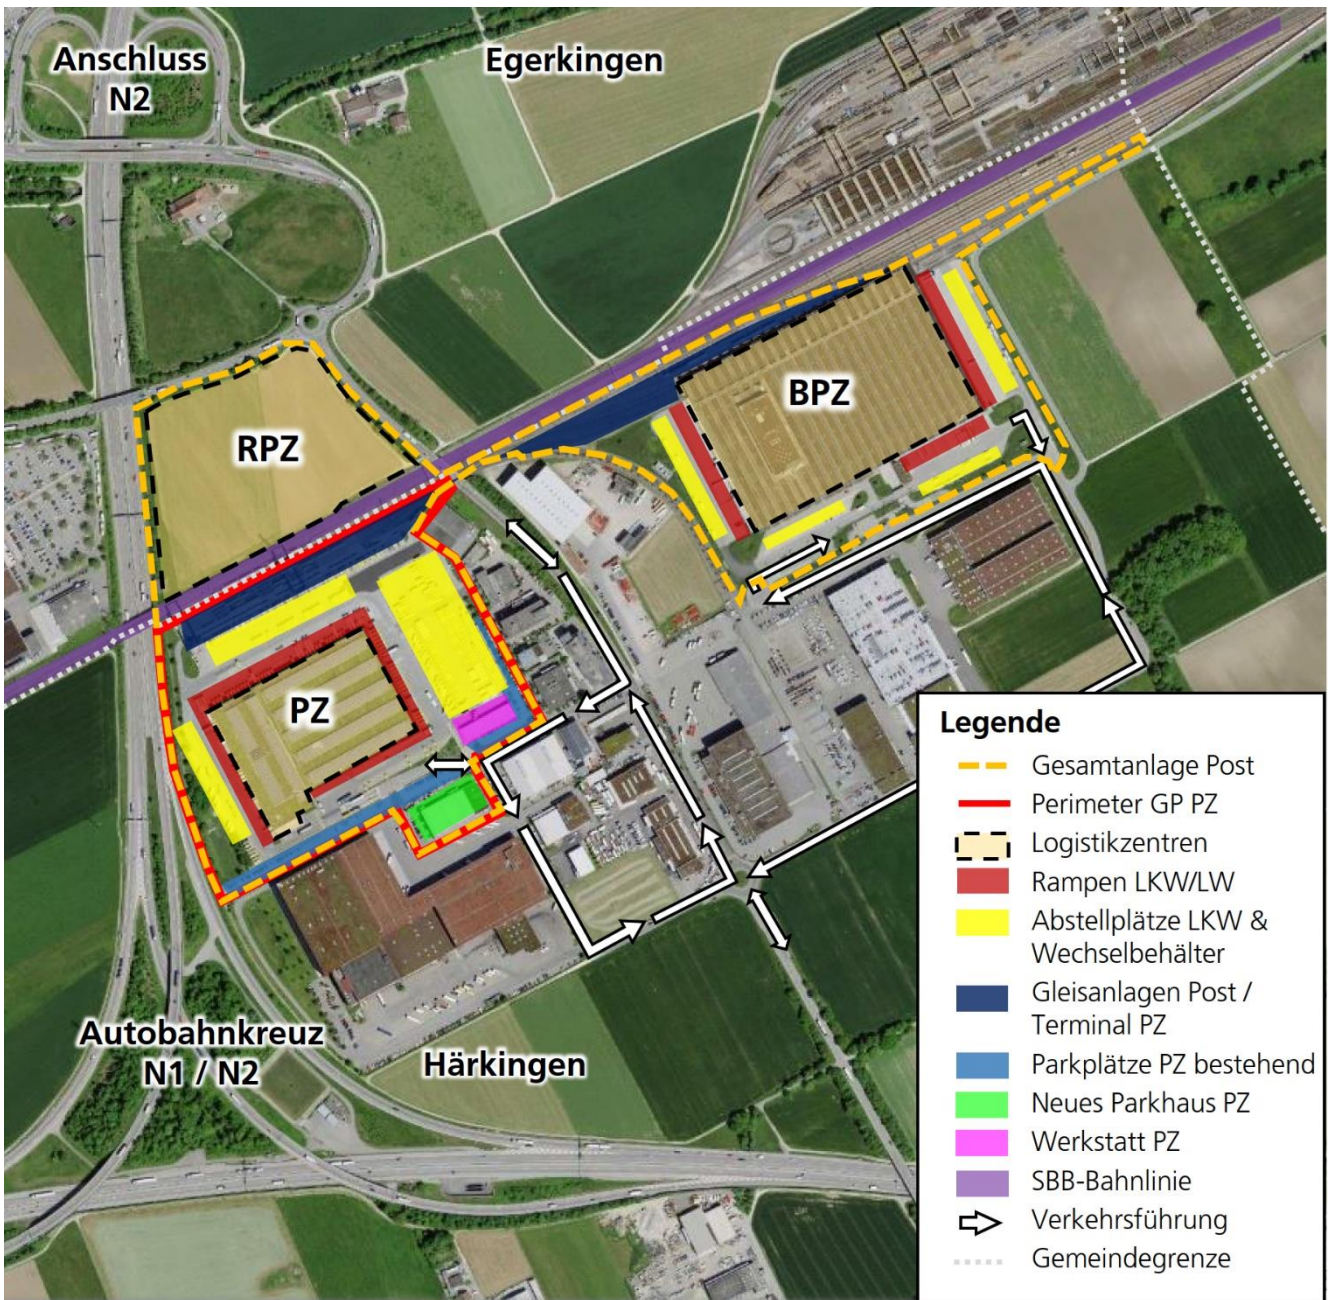 Anschluss
N2
Egerkingen
BPZ
RPZ
PZ
Autobahnkreuz
N1 / N2
Härkingen
Legende
Gesamtanlage Post
Perimeter GP PZ
Logistikzentren
Rampen LKW/LW
Abstellplätze LKW &
Wechselbehälter
Gleisanlagen Post /
Terminal PZ
Parkplätze PZ bestehend
Neues Parkhaus PZ
Werkstatt PZ
SBB-Bahnlinie
Verkehrsführung
Gemeindegrenze